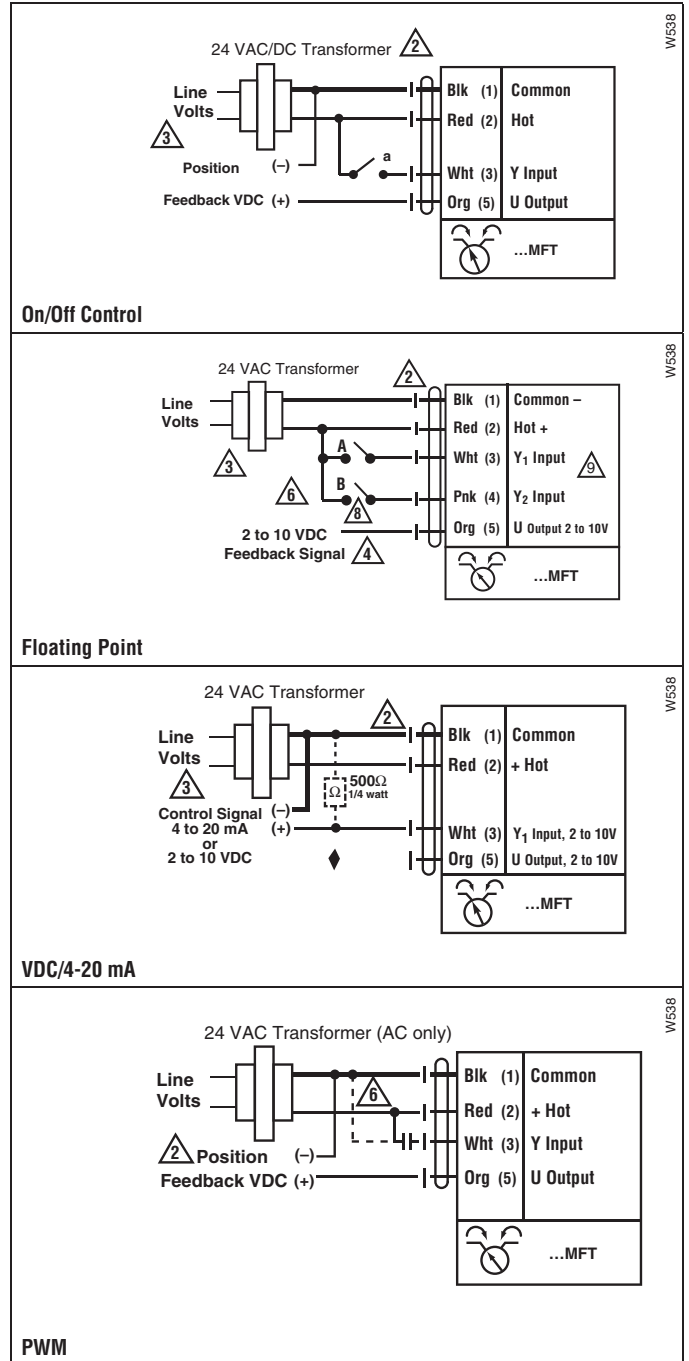 W538
24 VAC/DC Transformer 2
Line
Volts
3
Blk (1) Common
Red (2) Hot
a
Position (–)
Wht (3) Y Input
Feedback VDC (+)
Org (5) U Output
...MFT
On/Off Control
W538
24 VAC Transformer
2
Line
Volts
3
Blk (1) Common –
Red (2) Hot +
A
Wht (3) Y1 Input 9
6
B
8
Pnk (4) Y2 Input
2 to 10 VDC
Feedback Signal 4
Org (5) U Output 2 to 10V
...MFT
Floating Point
W538
24 VAC Transformer
2
Line
Volts
3
Blk (1) Common
Red (2) + Hot
Ω
500Ω
1/4 watt
Control Signal (–)
4 to 20 mA (+)
or
2 to 10 VDC
Wht (3) Y1 Input, 2 to 10V
Org (5) U Output, 2 to 10V
...MFT
VDC/4-20 mA
W538
24 VAC Transformer (AC only)
Line
Volts
6
Blk (1) Common
Red (2) + Hot
Wht (3) Y Input
2 Position (–)
Feedback VDC (+)
Org (5) U Output
...MFT
PWM